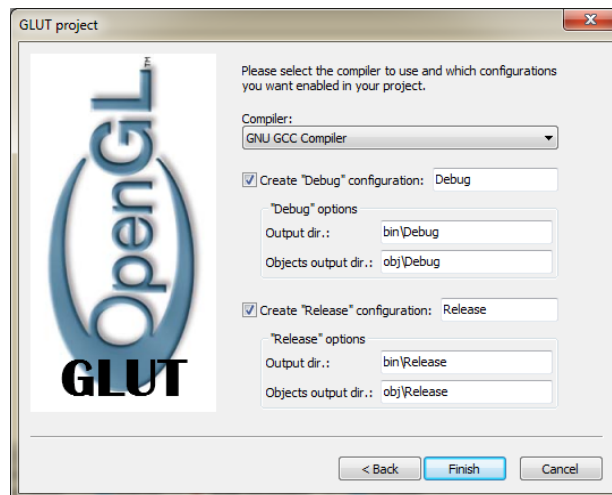 GLUT project
OpenGL
TM
GLUT
Please select the compiler to use and which configurations
you want enabled in your project.
Compiler:
GNU GCC Compiler
Create "Debug" configuration: Debug
"Debug" options
Output dir.: bin\Debug
Objects output dir.: obj\Debug
Create "Release" configuration: Release
"Release" options
Output dir.: bin\Release
Objects output dir.: obj\Release
< Back Finish Cancel